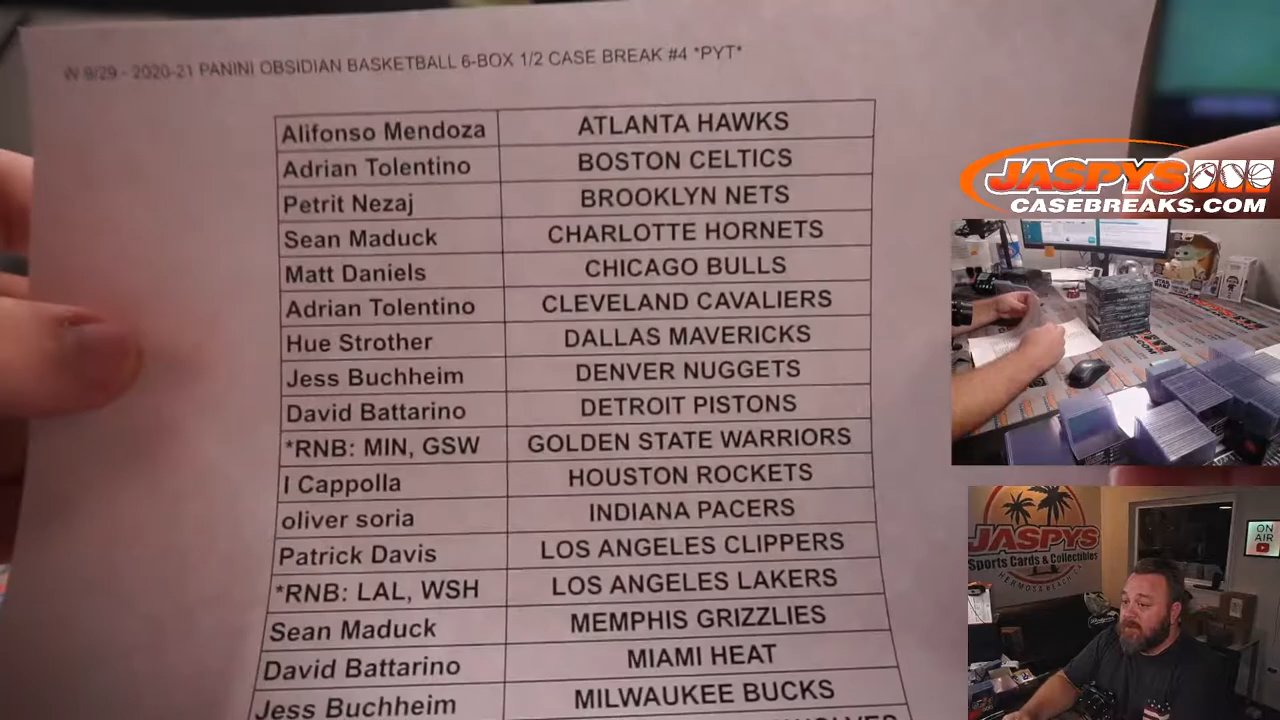 W 9/29 - 2020-21 PANINI OBSIDIAN BASKETBALL 6-BOX 1/2 CASE BREAK #4 *PYT*
Alifonso Mendoza ATLANTA HAWKS
Adrian Tolentino BOSTON CELTICS
Petrit Nezaj BROOKLYN NETS
Sean Maduck CHARLOTTE HORNETS
Matt Daniels CHICAGO BULLS
Adrian Tolentino CLEVELAND CAVALIERS
Hue Strother DALLAS MAVERICKS
Jess Buchheim DENVER NUGGETS
David Battarino DETROIT PISTONS
*RNB: MIN, GSW GOLDEN STATE WARRIORS
I Cappolla HOUSTON ROCKETS
oliver soria INDIANA PACERS
Patrick Davis LOS ANGELES CLIPPERS
*RNB: LAL, WSH LOS ANGELES LAKERS
Sean Maduck MEMPHIS GRIZZLIES
David Battarino MIAMI HEAT
Jess Buchheim MILWAUKEE BUCKS
JASPYS
CASEBREAKS.COM
JASPYS
Sports Cards & Collectibles
HERMOSA BEACH, CA
ON
AIR